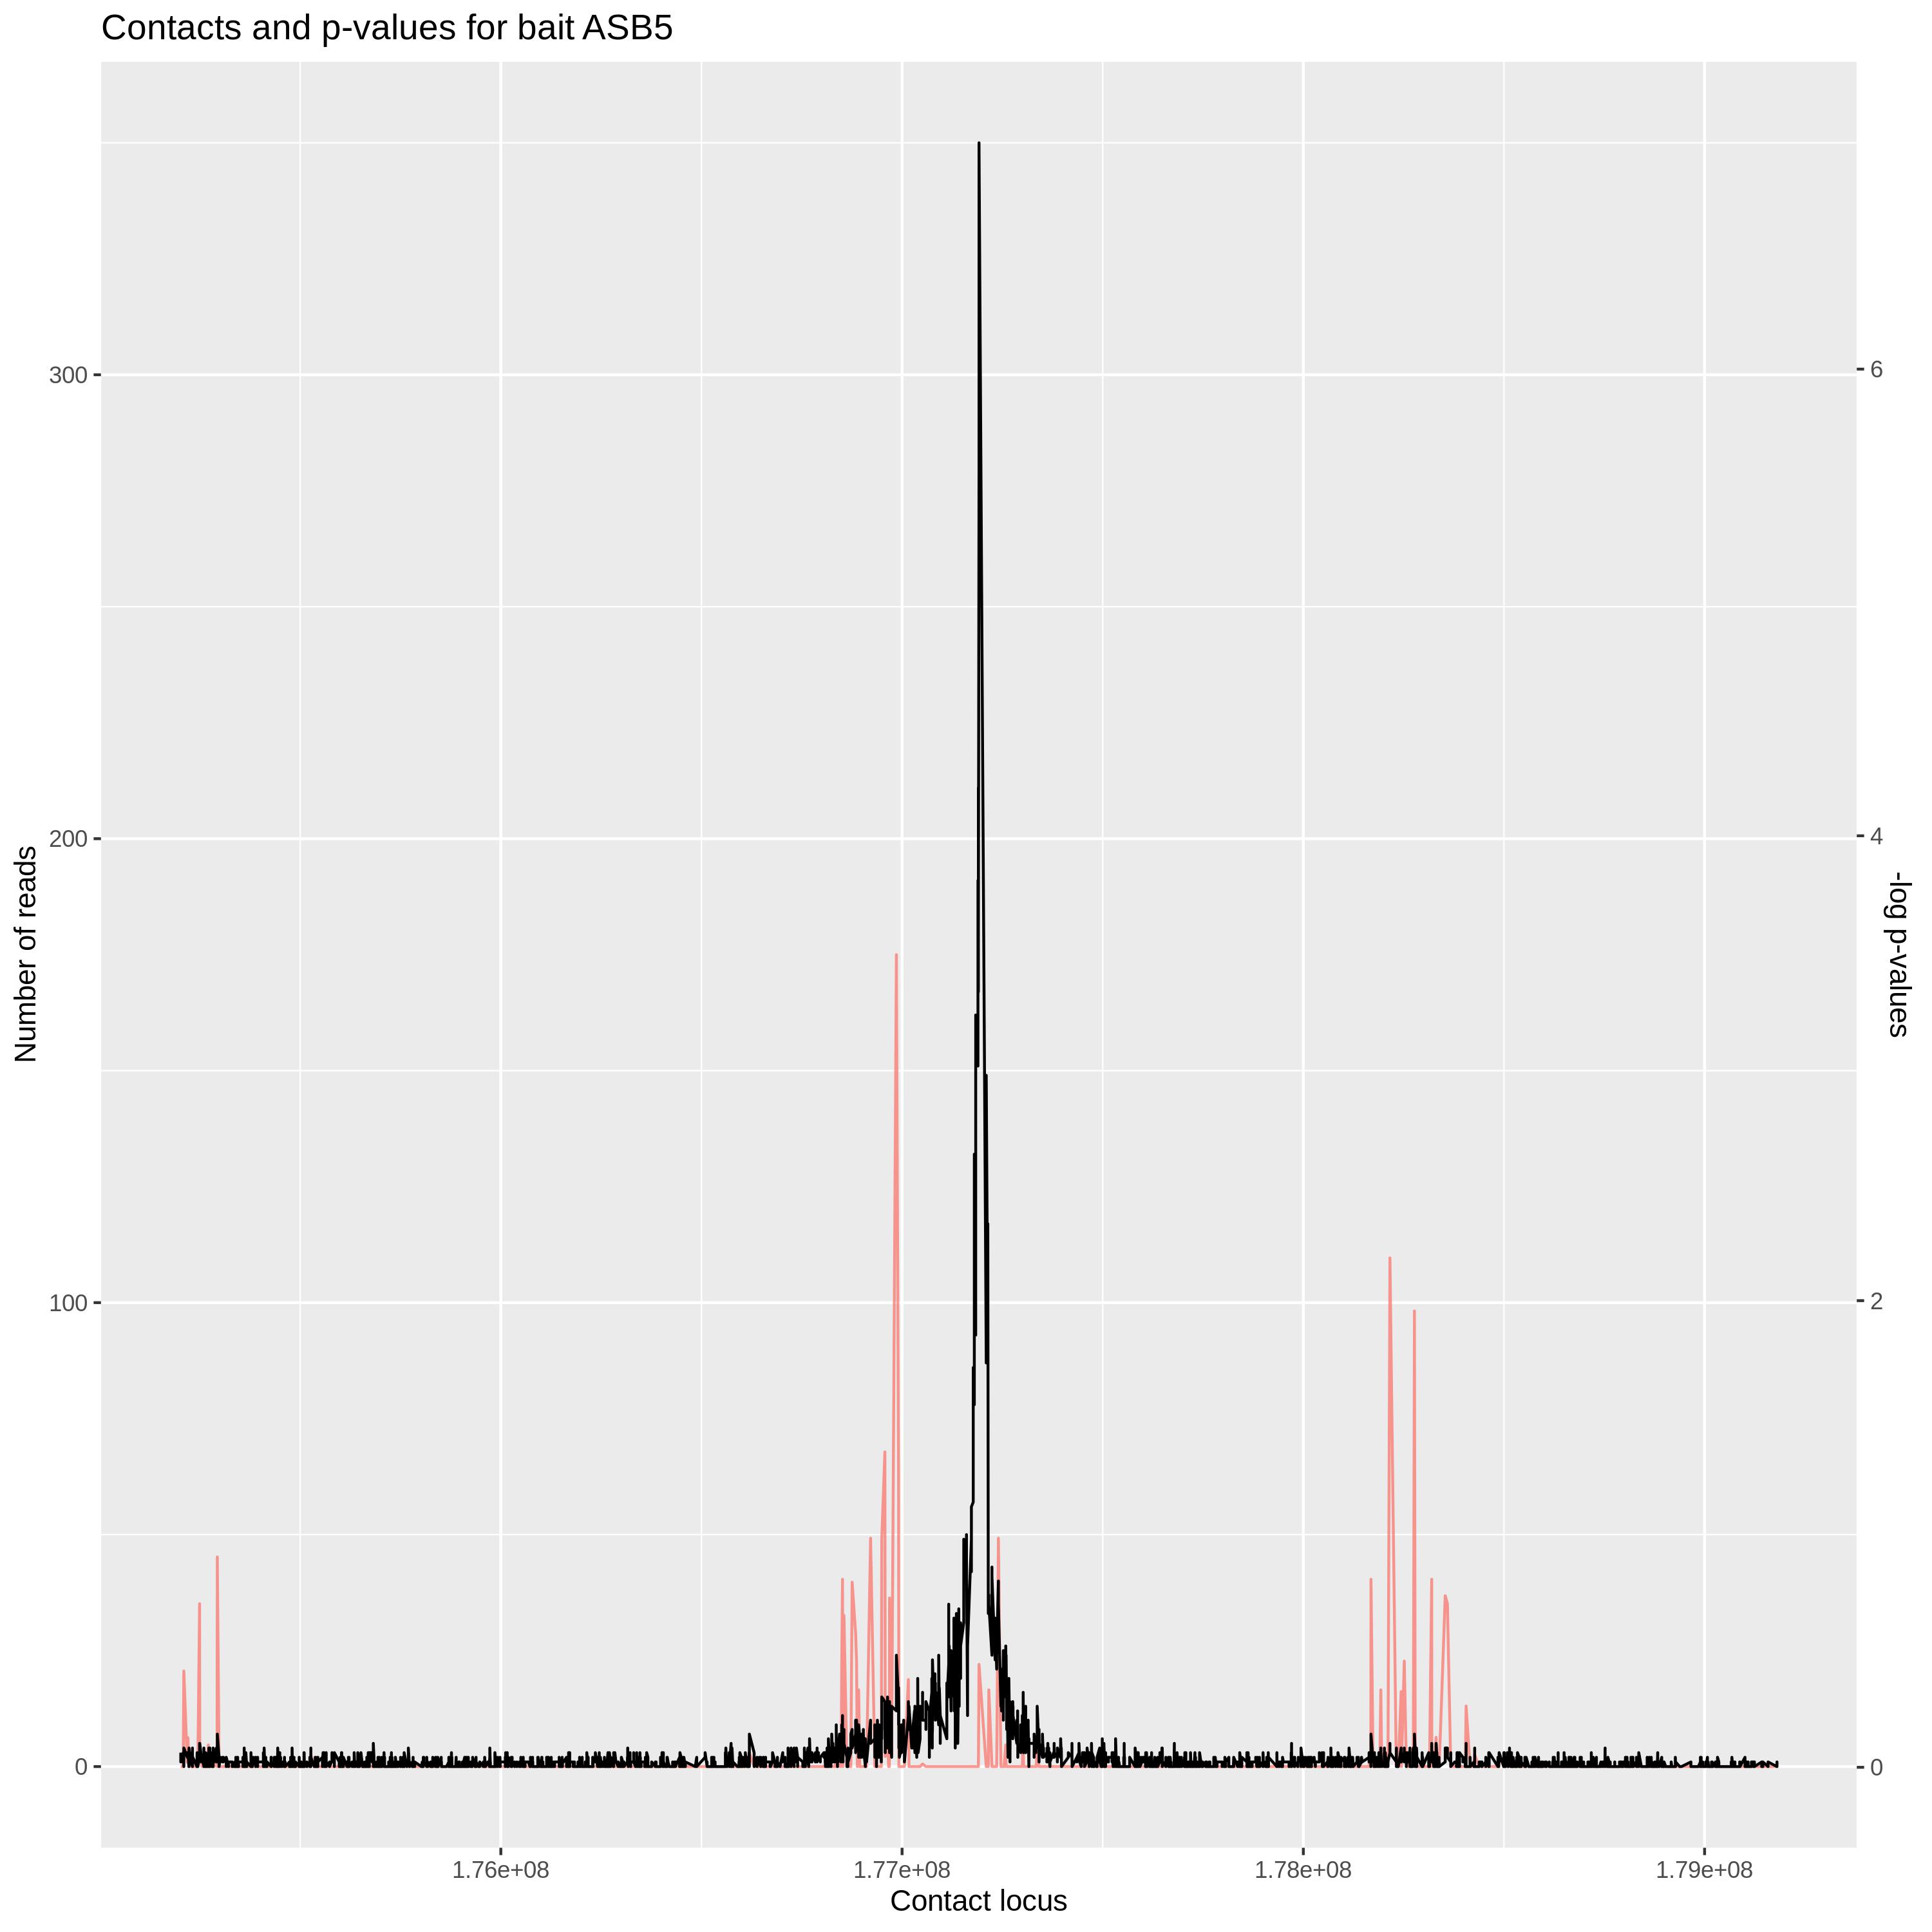 Contacts and p-values for bait ASB5
300
200
100
0
Number of reads
6
4
2
0
-log p-values
1.76e+08
1.77e+08
1.78e+08
1.79e+08
Contact locus